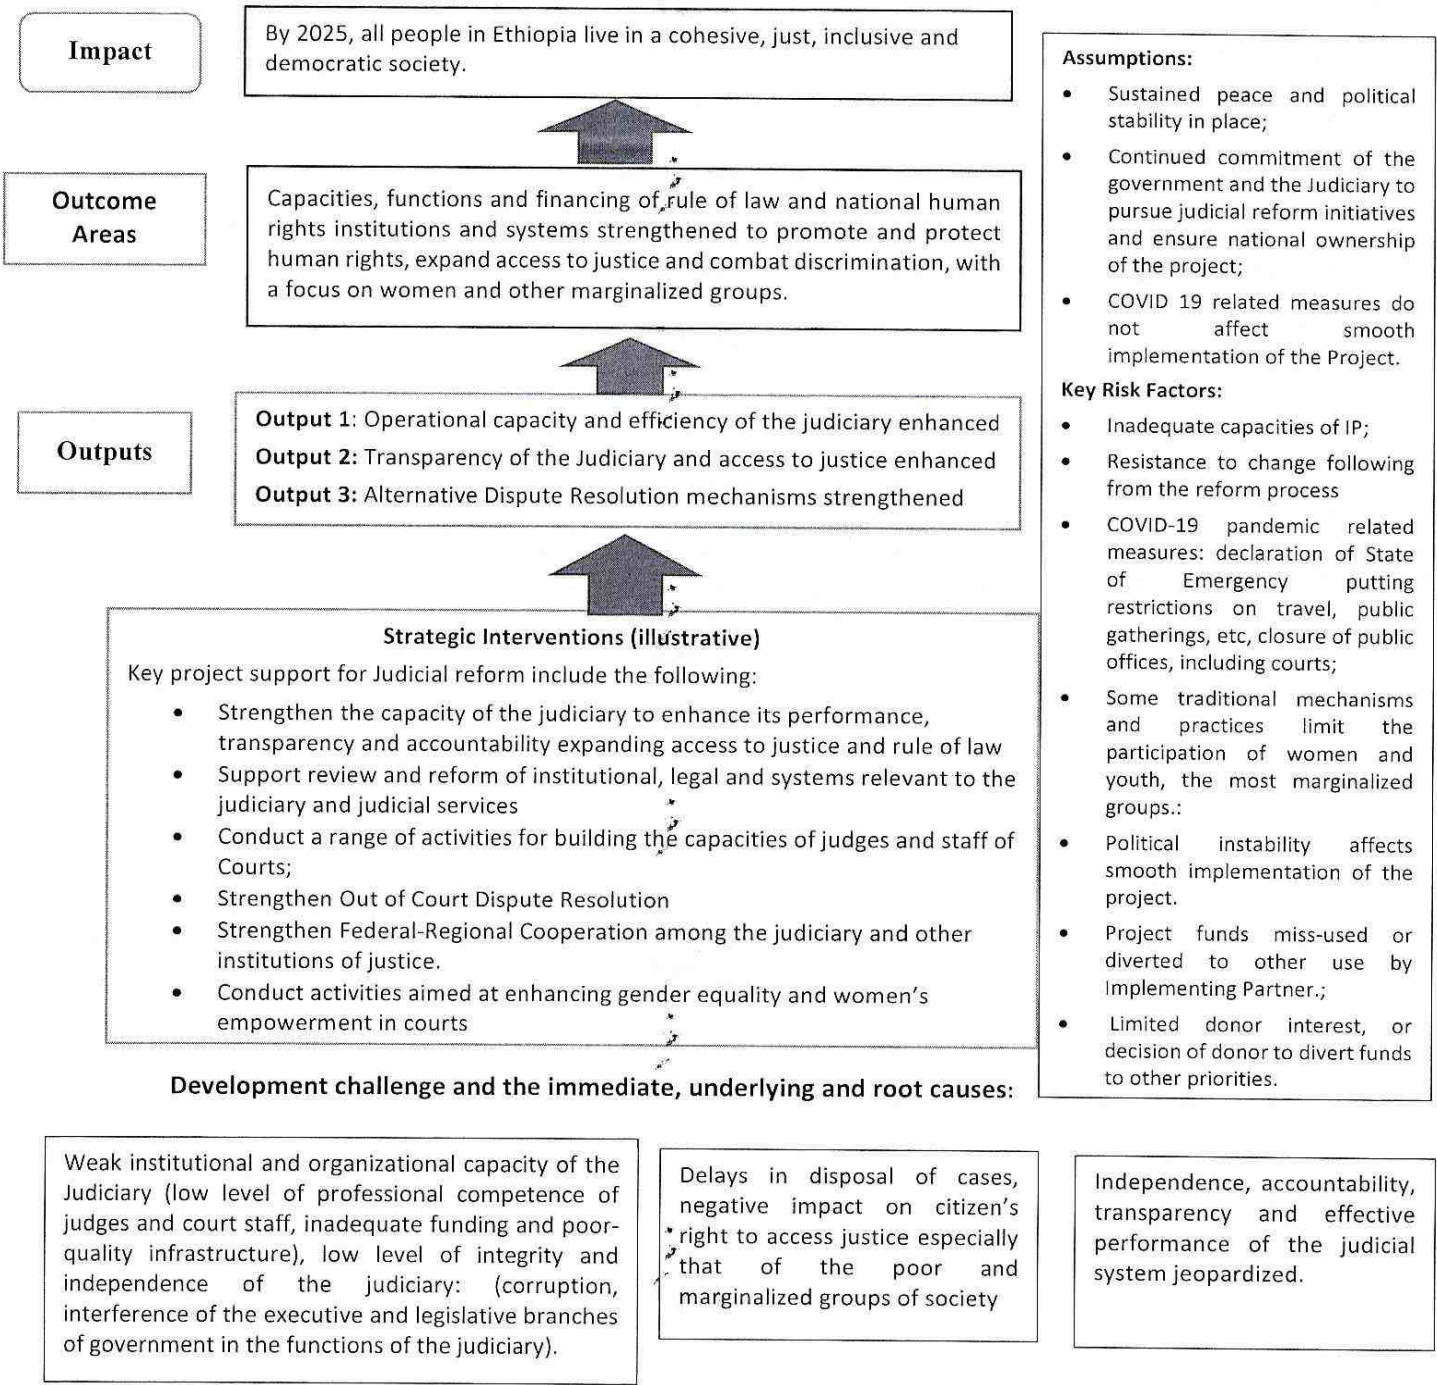 Impact
By 2025, all people in Ethiopia live in a cohesive, just, inclusive and
democratic society.
Outcome
Areas
Capacities, functions and financing of rule of law and national human
rights institutions and systems strengthened to promote and protect
human rights, expand access to justice and combat discrimination, with
a focus on women and other marginalized groups.
Outputs
Output 1: Operational capacity and efficiency of the judiciary enhanced
Output 2: Transparency of the Judiciary and access to justice enhanced
Output 3: Alternative Dispute Resolution mechanisms strengthened
Strategic Interventions (illustrative)
Key project support for Judicial reform include the following:
• Strengthen the capacity of the judiciary to enhance its performance,
transparency and accountability expanding access to justice and rule of law
• Support review and reform of institutional, legal and systems relevant to the
judiciary and judicial services
• Conduct a range of activities for building the capacities of judges and staff of
Courts;
• Strengthen Out of Court Dispute Resolution
• Strengthen Federal-Regional Cooperation among the judiciary and other
institutions of justice.
• Conduct activities aimed at enhancing gender equality and women's
empowerment in courts
Assumptions:
• Sustained peace and political
stability in place;
• Continued commitment of the
government and the Judiciary to
pursue judicial reform initiatives
and ensure national ownership
of the project;
• COVID 19 related measures do
not affect smooth
implementation of the Project.
Key Risk Factors:
• Inadequate capacities of IP;
• Resistance to change following
from the reform process
• COVID-19 pandemic related
measures: declaration of State
of Emergency putting
restrictions on travel, public
gatherings, etc, closure of public
offices, including courts;
• Some traditional mechanisms
and practices limit the
participation of women and
youth, the most marginalized
groups.:
• Political instability affects
smooth implementation of the
project.
• Project funds miss-used or
diverted to other use by
Implementing Partner.;
• Limited donor interest, or
decision of donor to divert funds
to other priorities.
Development challenge and the immediate, underlying and root causes:
Weak institutional and organizational capacity of the
Judiciary (low level of professional competence of
judges and court staff, inadequate funding and poor-
quality infrastructure), low level of integrity and
independence of the judiciary: (corruption,
interference of the executive and legislative branches
of government in the functions of the judiciary).
Delays in disposal of cases,
negative impact on citizen's
right to access justice especially
that of the poor and
marginalized groups of society
Independence, accountability,
transparency and effective
performance of the judicial
system jeopardized.